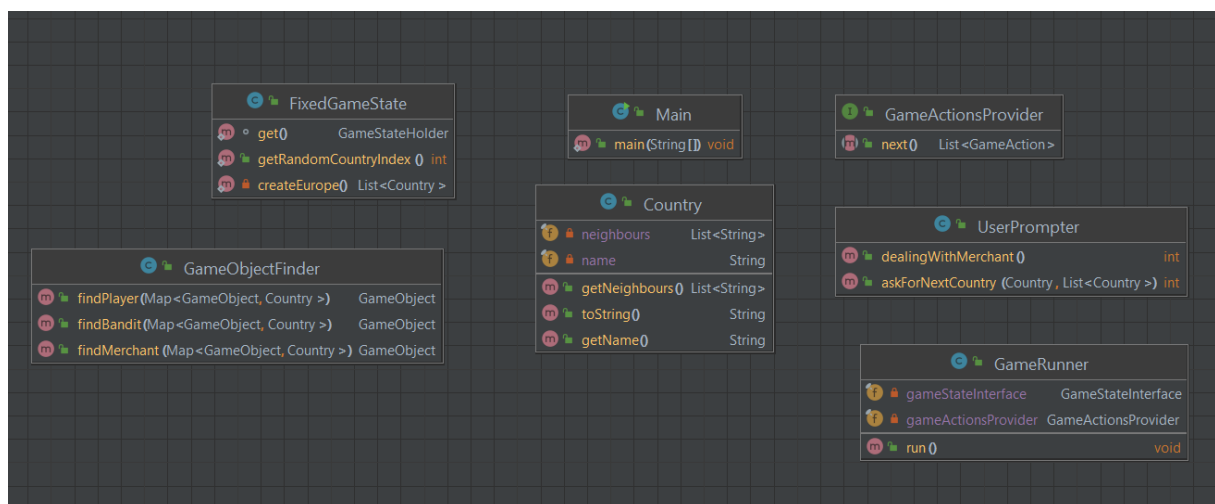 FixedGameState
get() GameStateHolder
getRandomCountryIndex () int
createEurope() List<Country >
Main
main(String[]) void
GameActionsProvider
next() List<GameAction>
Country
neighbours List<String>
name String
getNeighbours() List<String>
toString() String
getName() String
UserPrompter
dealingWithMerchant() int
askForNextCountry (Country , List<Country >) int
GameObjectFinder
findPlayer(Map<GameObject, Country >) GameObject
findBandit(Map<GameObject, Country >) GameObject
findMerchant (Map<GameObject, Country >) GameObject
GameRunner
gameStateInterface GameStateInterface
gameActionsProvider GameActionsProvider
run() void